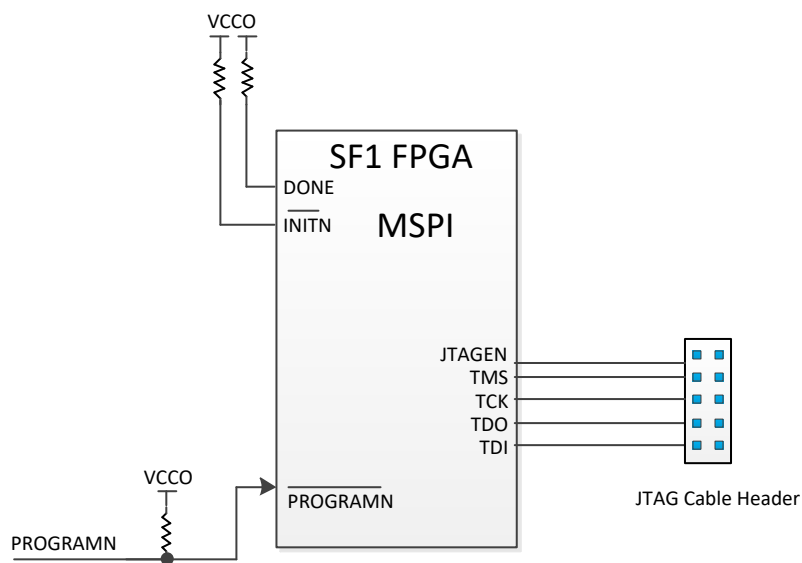 VCCO
SF1 FPGA
DONE
INITN
MSPI
JTAGEN
TMS
TCK
TDO
TDI
JTAG Cable Header
VCCO
PROGRAMN
PROGRAMN